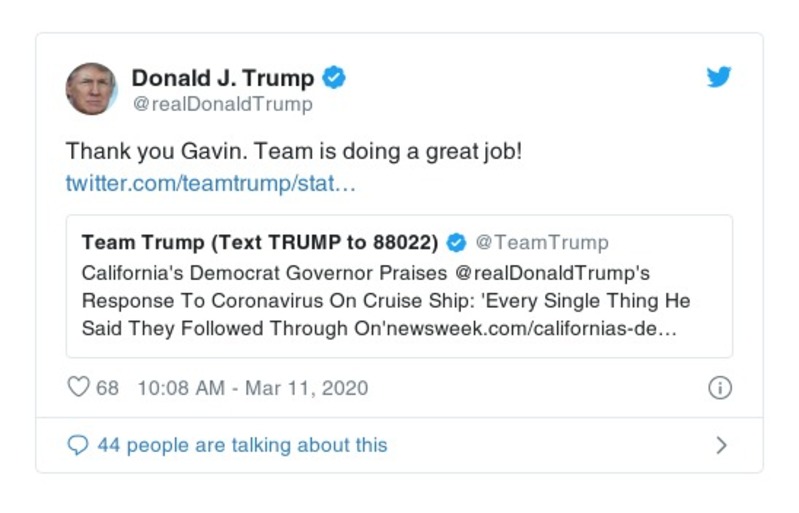 Donald J. Trump
@realDonaldTrump
Thank you Gavin. Team is doing a great job!
twitter.com/teamtrump/stat…
Team Trump (Text TRUMP to 88022) @TeamTrump
California's Democrat Governor Praises @realDonaldTrump's
Response To Coronavirus On Cruise Ship: 'Every Single Thing He
Said They Followed Through On'newsweek.com/californias-de…
68 10:08 AM - Mar 11, 2020
44 people are talking about this